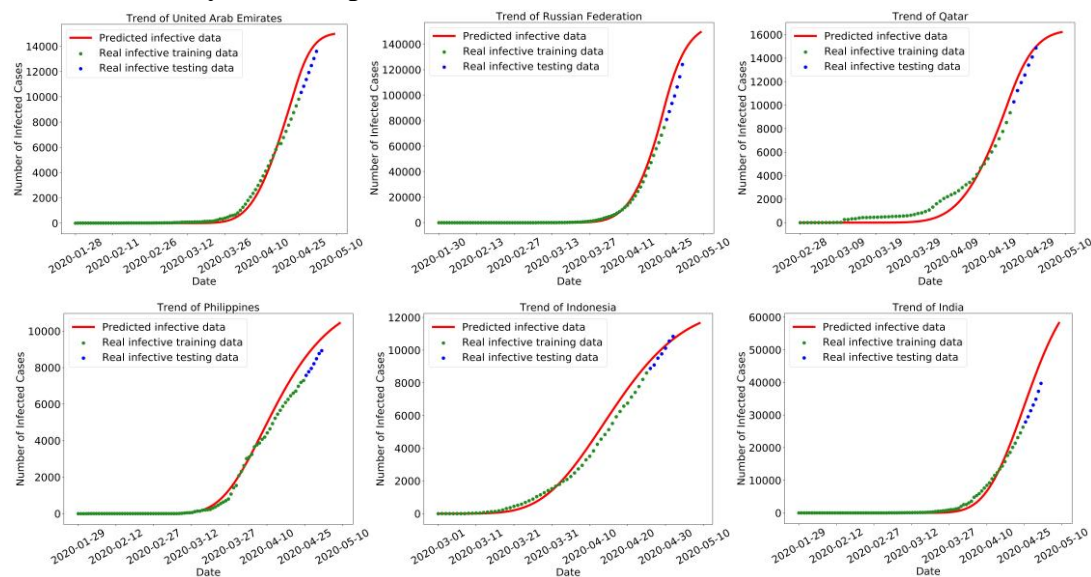 Trend of United Arab Emirates
Predicted infective data
Real infective training data
Real infective testing data
Number of Infected Cases
14000
12000
10000
8000
6000
4000
2000
0
2020-01-28
2020-02-11
2020-02-26
2020-03-12
2020-03-26
2020-04-10
2020-04-25
2020-05-10
Date
Trend of Russian Federation
Predicted infective data
Real infective training data
Real infective testing data
Number of Infected Cases
140000
120000
100000
80000
60000
40000
20000
0
2020-01-30
2020-02-13
2020-02-27
2020-03-13
2020-03-27
2020-04-11
2020-04-25
2020-05-10
Date
Trend of Qatar
Predicted infective data
Real infective training data
Real infective testing data
Number of Infected Cases
16000
14000
12000
10000
8000
6000
4000
2000
0
2020-02-28
2020-03-09
2020-03-19
2020-03-29
2020-04-09
2020-04-19
2020-04-29
2020-05-10
Date
Trend of Philippines
Predicted infective data
Real infective training data
Real infective testing data
Number of Infected Cases
10000
8000
6000
4000
2000
0
2020-01-29
2020-02-12
2020-02-27
2020-03-12
2020-03-27
2020-04-10
2020-04-25
2020-05-10
Date
Trend of Indonesia
Predicted infective data
Real infective training data
Real infective testing data
Number of Infected Cases
12000
10000
8000
6000
4000
2000
0
2020-03-01
2020-03-11
2020-03-21
2020-03-31
2020-04-10
2020-04-20
2020-04-30
2020-05-10
Date
Trend of India
Predicted infective data
Real infective training data
Real infective testing data
Number of Infected Cases
60000
50000
40000
30000
20000
10000
0
2020-01-29
2020-02-12
2020-02-27
2020-03-12
2020-03-27
2020-04-10
2020-04-25
2020-05-10
Date